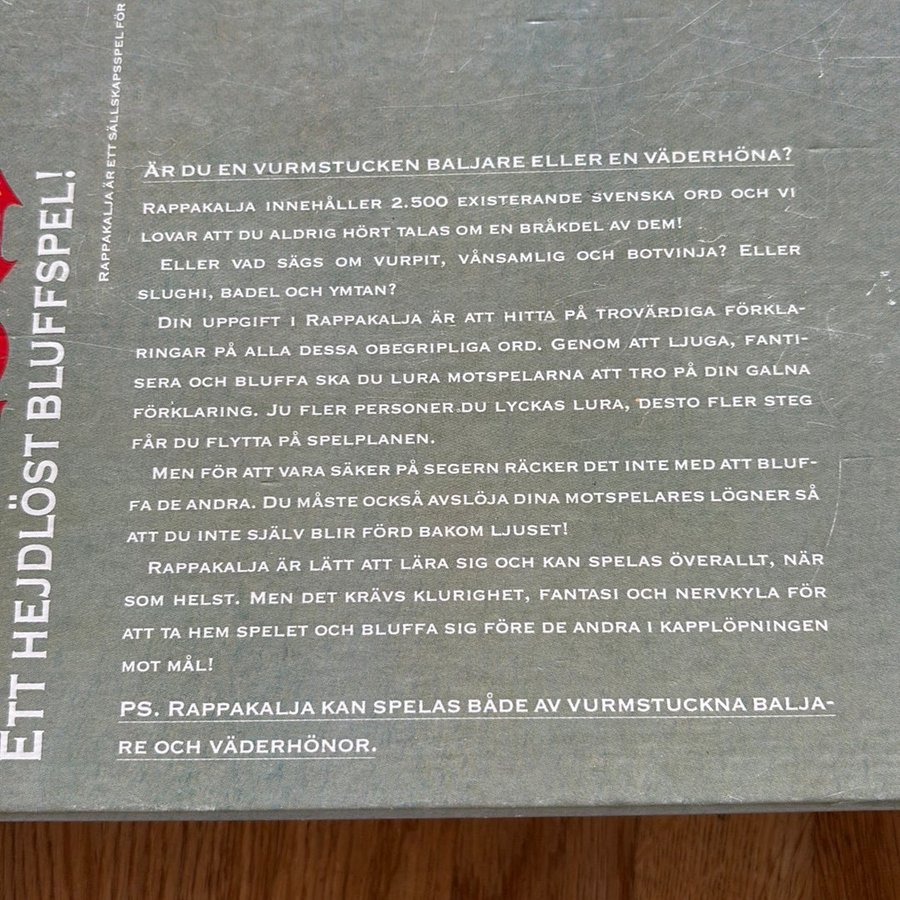 ÄR DU EN VURMSTUCKEN BALJARE ELLER EN VÄDERHÖNA?
RAPPAKALJA INNEHÅLLER 2.500 EXISTERANDE SVENSKA ORD OCH VI
LOVAR ATT DU ALDRIG HÖRT TALAS OM EN BRÅKDEL AV DEM!
ELLER VAD SÄGS OM VURPIT, VÅNSAMLIG OCH BOTVINJA? ELLER
SLUGHI, BADEL OCH YMTAN?
DIN UPPGIFT I RAPPAKALJA ÄR ATT HITTA PÅ TROVÄRDIGA FÖRKLA-
RINGAR PÅ ALLA DESSA OBEGRIPLIGA ORD. GENOM ATT LJUGA, FANTI-
SERA OCH BLUFFA SKA DU LURA MOTSPELARNA ATT TRO PÅ DIN GALNA
FÖRKLARING. JU FLER PERSONER DU LYCKAS LURA, DESTO FLER STEG
FÅR DU FLYTTA PÅ SPELPLANEN.
MEN FÖR ATT VARA SÄKER PÅ SEGERN RÄCKER DET INTE MED ATT BLUF-
FA DE ANDRA. DU MÅSTE OCKSÅ AVSLÖJA DINA MOTSPELARES LÖGNER SÅ
ATT DU INTE SJÄLV BLIR FÖRD BAKOM LJUSET!
RAPPAKALJA ÄR LÄTT ATT LÄRA SIG OCH KAN SPELAS ÖVERALLT, NÄR
SOM HELST. MEN DET KRÄVS KLURIGHET, FANTASI OCH NERVKYLA FÖR
ATT TA HEM SPELET OCH BLUFFA SIG FÖRE DE ANDRA I KAPPLÖPNINGEN
MOT MÅL!
PS. RAPPAKALJA KAN SPELAS BÅDE AV VURMSTUCKNA BALJA-
RE OCH VÄDERHÖNOR.
ETT HEJDLÖST BLUFFSPEL!
RAPPAKALJA ÄR ETT SÄLLSKAPSSPEL FÖR